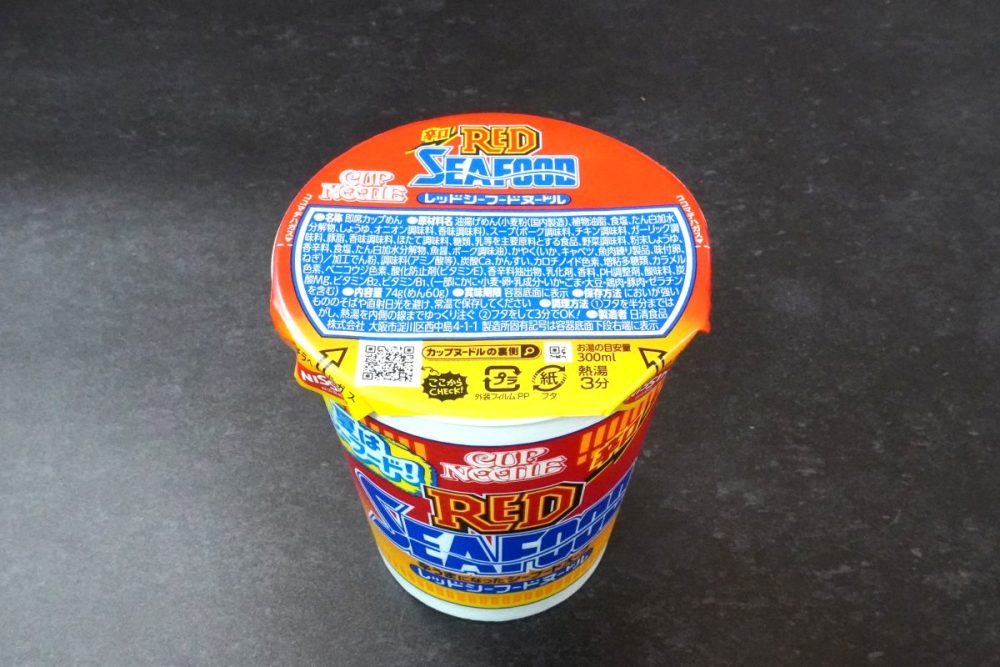 辛口
RED
SEAFOOD
CUP
NOODLE
レッドシーフードヌードル
●名称 即席カップめん ●原材料名 油揚げめん(小麦粉(国内製造)、植物油脂、食塩、たん白加水
分解物、しょうゆ、オニオン調味料、香味調味料)、スープ(ポーク調味料、チキン調味料、ガーリック調
味料、豚脂、香味調味料、ほたて調味料、糖類、乳等を主要原料とする食品、野菜調味料、粉末しょうゆ、
香辛料、食塩、たん白加水分解物、魚醤、ポーク調味油)、かやく(いか、キャベツ、魚肉練り製品、味付卵、
ねぎ)/加工でん粉、調味料(アミノ酸等)、炭酸Ca、かんすい、カロチノイド色素、増粘多糖類、カラメル
色素、ベニコウジ色素、酸化防止剤(ビタミンE)、香辛料抽出物、乳化剤、香料、pH調整剤、酸味料、炭
酸Mg、ビタミンB₂、ビタミンB₁、(一部にかに・小麦・卵・乳成分・いか・ごま・大豆・鶏肉・豚肉・ゼラチン
を含む) ●内容量 74g(めん60g) ●賞味期限 容器底面に表示 ●保存方法 においが強い
もののそばや直射日光を避け、常温で保存してください ●調理方法 ①フタを半分まで
がし、熱湯を内側の線までゆっくり注ぐ ②フタをして3分でOK! ●製造者 日清食品
株式会社 大阪市淀川区西中島4-1-1 製造所固有記号は容器底面下段右端に表示
カップヌードルの裏側
ここから
CHECK!
プラ
外装フィルム:PP
紙
フタ
お湯の目安量
300ml
熱湯
3分
CUP
NOODLE
RED
SEAFOOD
レッドシーフードヌードル